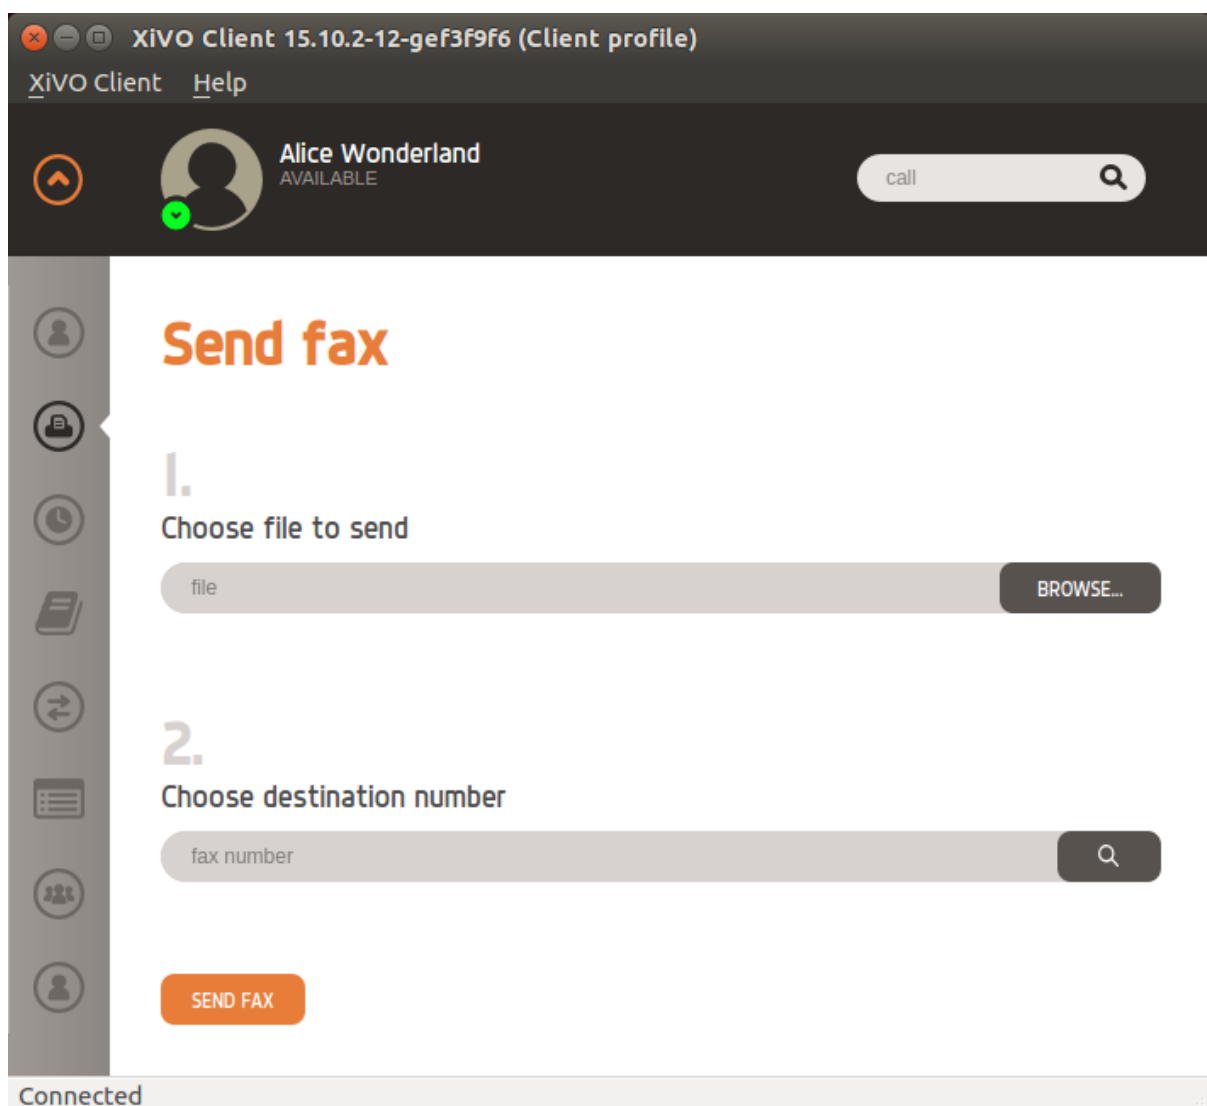 XiVO Client 15.10.2-12-gef3f9f6 (Client profile)
XiVO Client Help
Alice Wonderland
AVAILABLE
call
Send fax
1.
Choose file to send
file
BROWSE...
2.
Choose destination number
fax number
SEND FAX
Connected